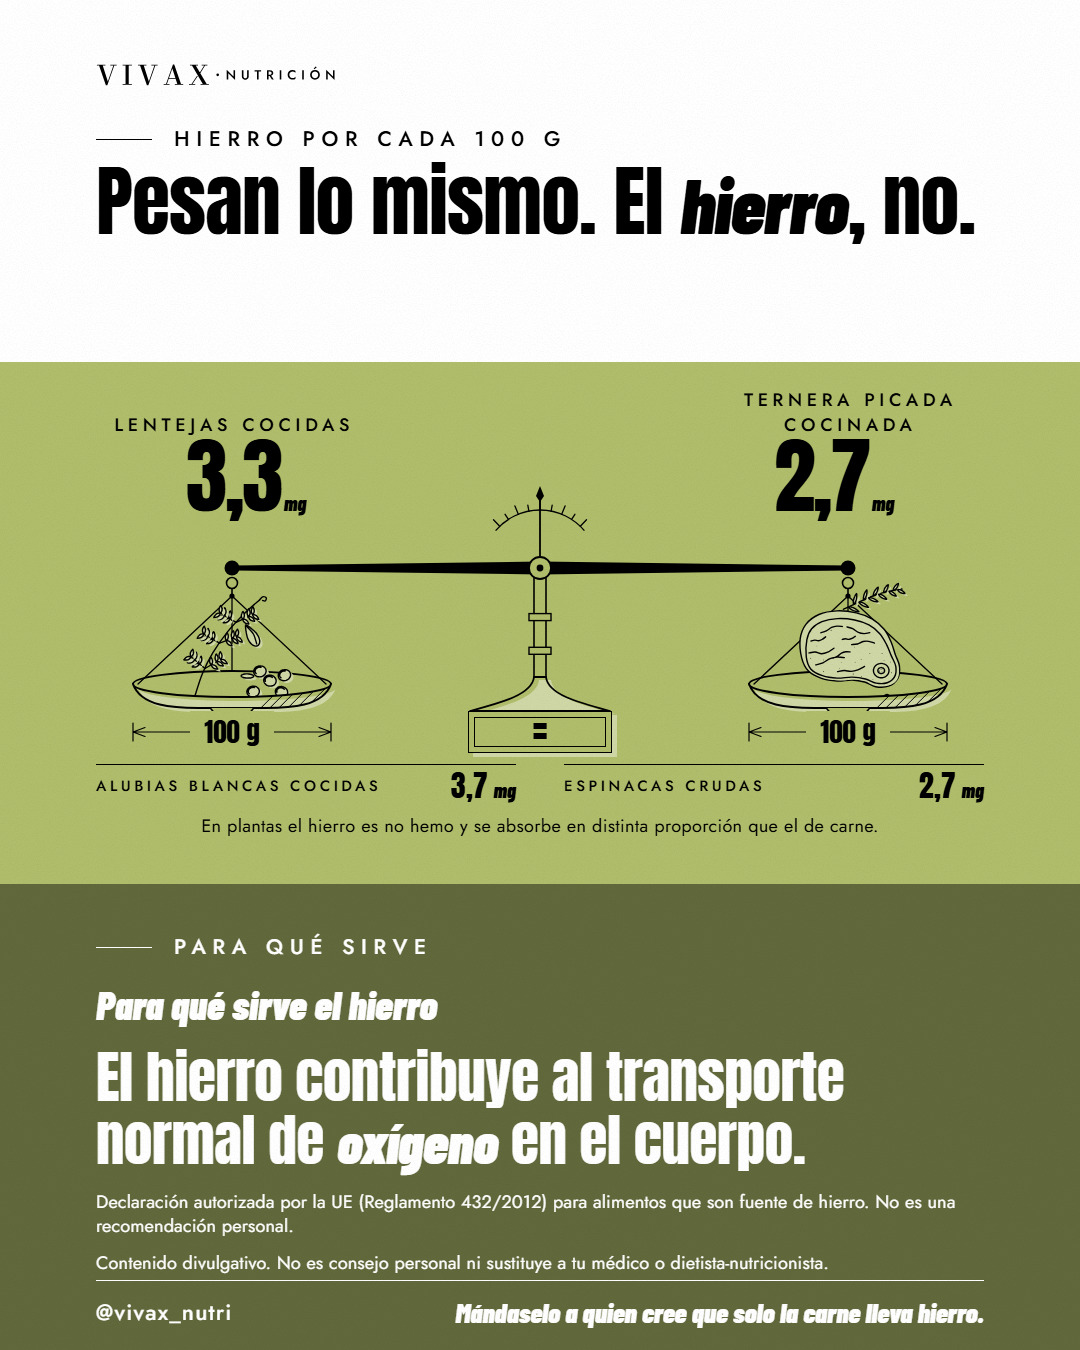 VIVAX · NUTRICIÓN
HIERRO POR CADA 100 G
Pesan lo mismo. El hierro, no.
LENTEJAS COCIDAS
3,3 mg
TERNERA PICADA
COCINADA
2,7 mg
100 g
100 g
=
ALUBIAS BLANCAS COCIDAS 3,7 mg
ESPINACAS CRUDAS 2,7 mg
En plantas el hierro es no hemo y se absorbe en distinta proporción que el de carne.
PARA QUÉ SIRVE
Para qué sirve el hierro
El hierro contribuye al transporte
normal de oxígeno en el cuerpo.
Declaración autorizada por la UE (Reglamento 432/2012) para alimentos que son fuente de hierro. No es una
recomendación personal.
Contenido divulgativo. No es consejo personal ni sustituye a tu médico o dietista-nutricionista.
@vivax_nutri
Mándaselo a quien cree que solo la carne lleva hierro.